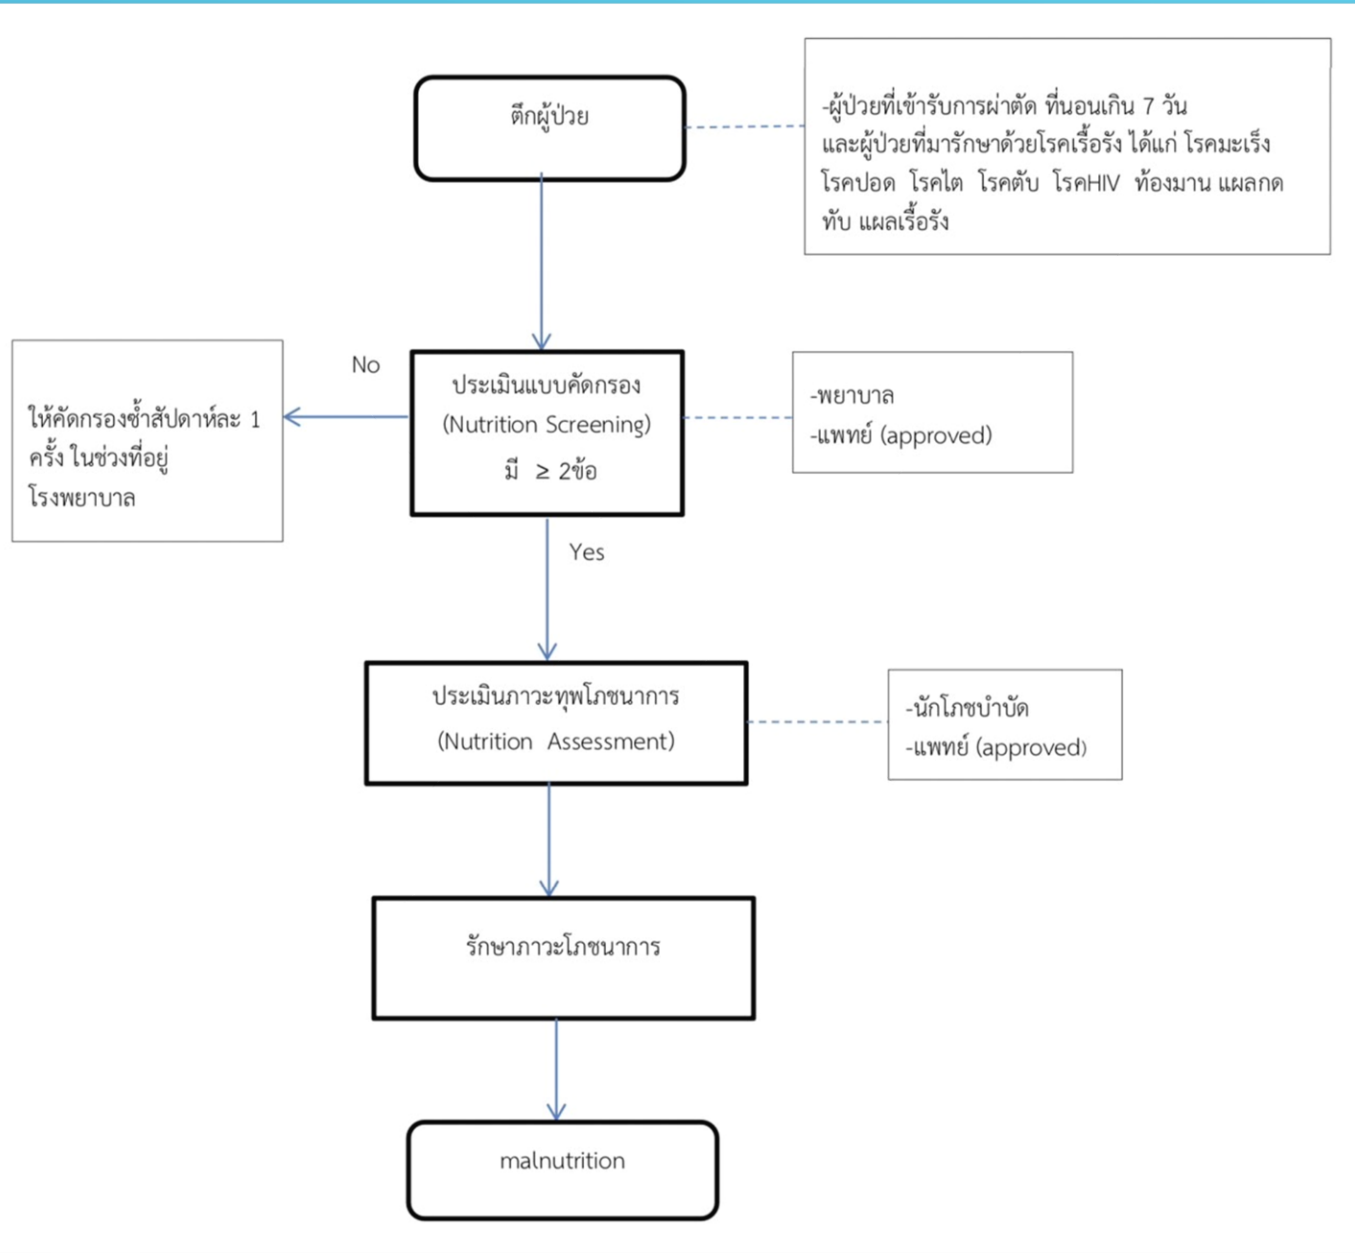 ตึกผู้ป่วย
-ผู้ป่วยที่เข้ารับการผ่าตัด ที่นอนเกิน 7 วัน
และผู้ป่วยที่มารักษาด้วยโรคเรื้อรัง ได้แก่ โรคมะเร็ง
โรคปอด โรคไต โรคตับ โรคHIV ท้องมาน แผลกด
ทับ แผลเรื้อรัง
No
ให้คัดกรองซ้ำสัปดาห์ละ 1
ครั้ง ในช่วงที่อยู่
โรงพยาบาล
ประเมินแบบคัดกรอง
(Nutrition Screening)
มี ≥ 2ข้อ
-พยาบาล
-แพทย์ (approved)
Yes
ประเมินภาวะทุพโภชนาการ
(Nutrition Assessment)
-นักโภชบำบัด
-แพทย์ (approved)
รักษาภาวะโภชนาการ
malnutrition